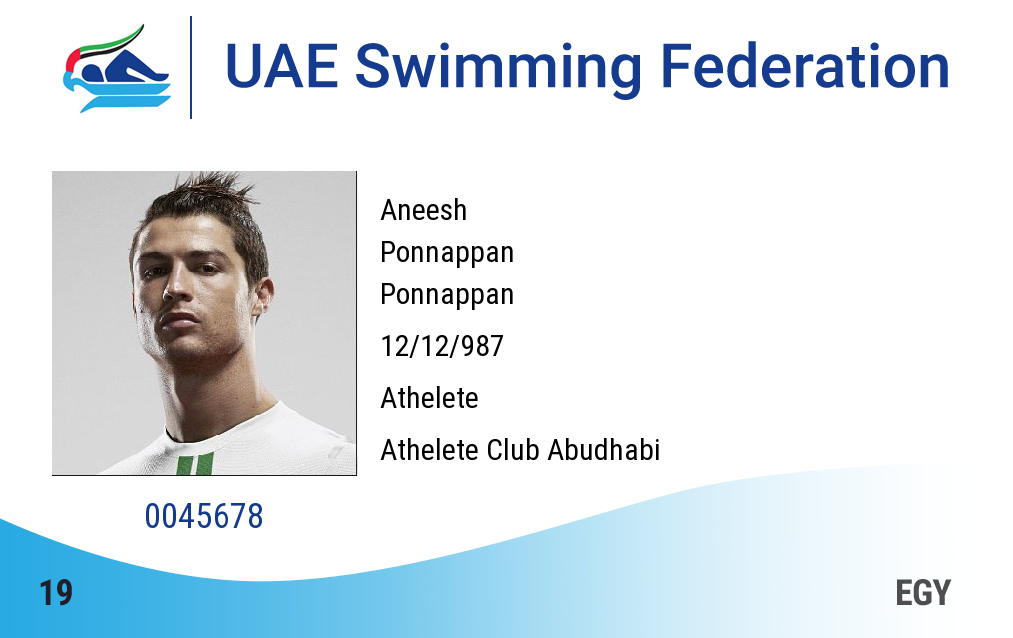 UAE Swimming Federation
Aneesh
Ponnappan
Ponnappan
12/12/987
Athelete
Athelete Club Abudhabi
0045678
19
EGY